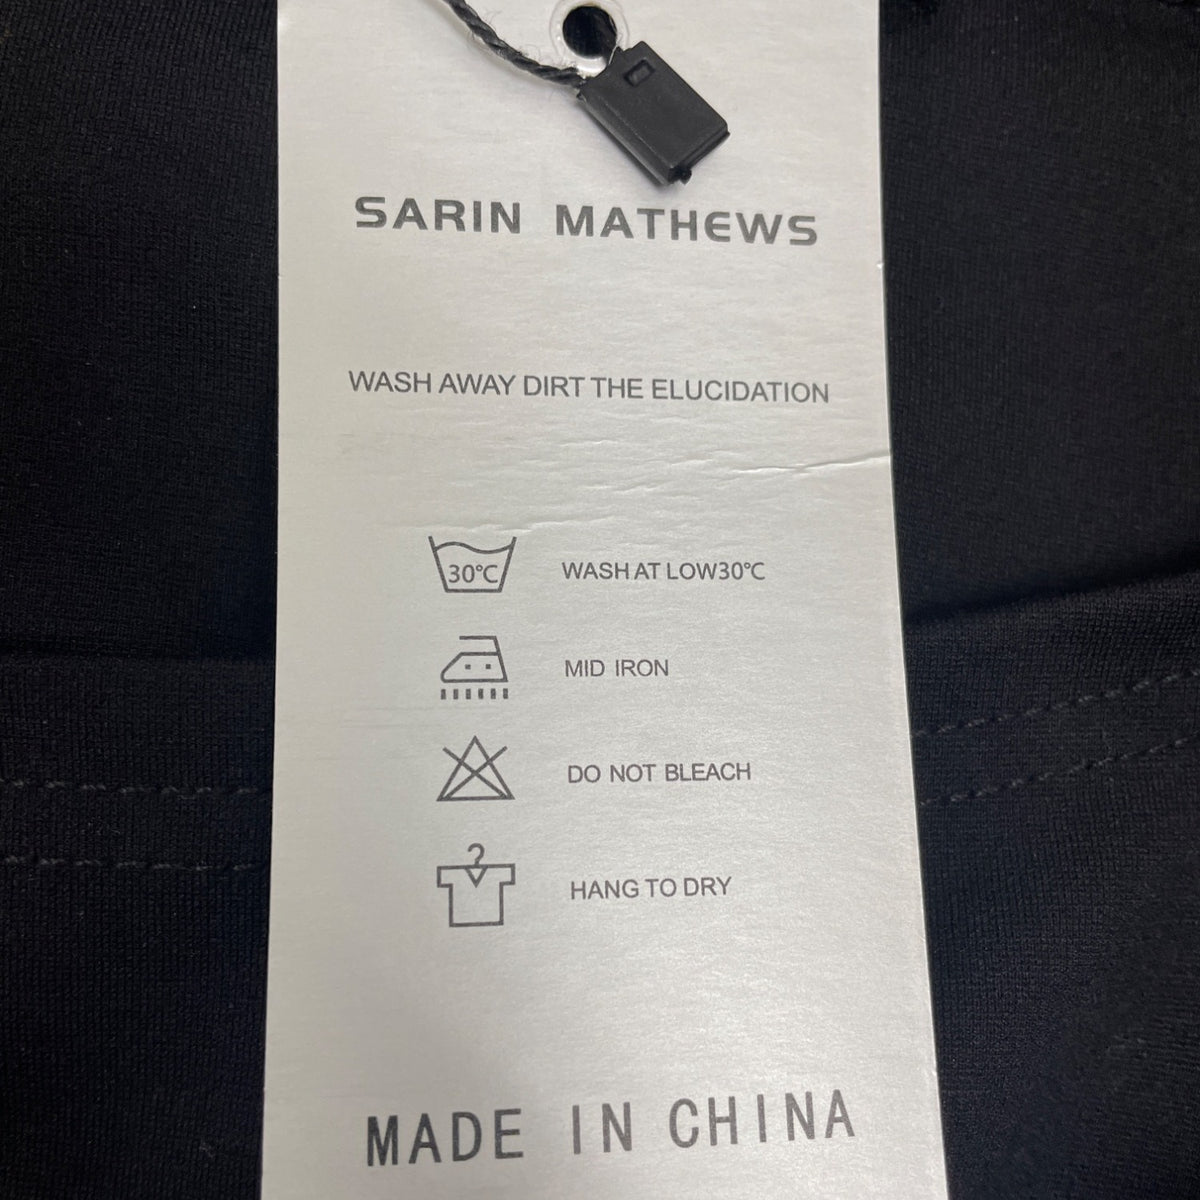 SARIN MATHEWS
WASH AWAY DIRT THE ELUCIDATION
30℃ WASH AT LOW30℃
MID IRON
DO NOT BLEACH
HANG TO DRY
MADE IN CHINA